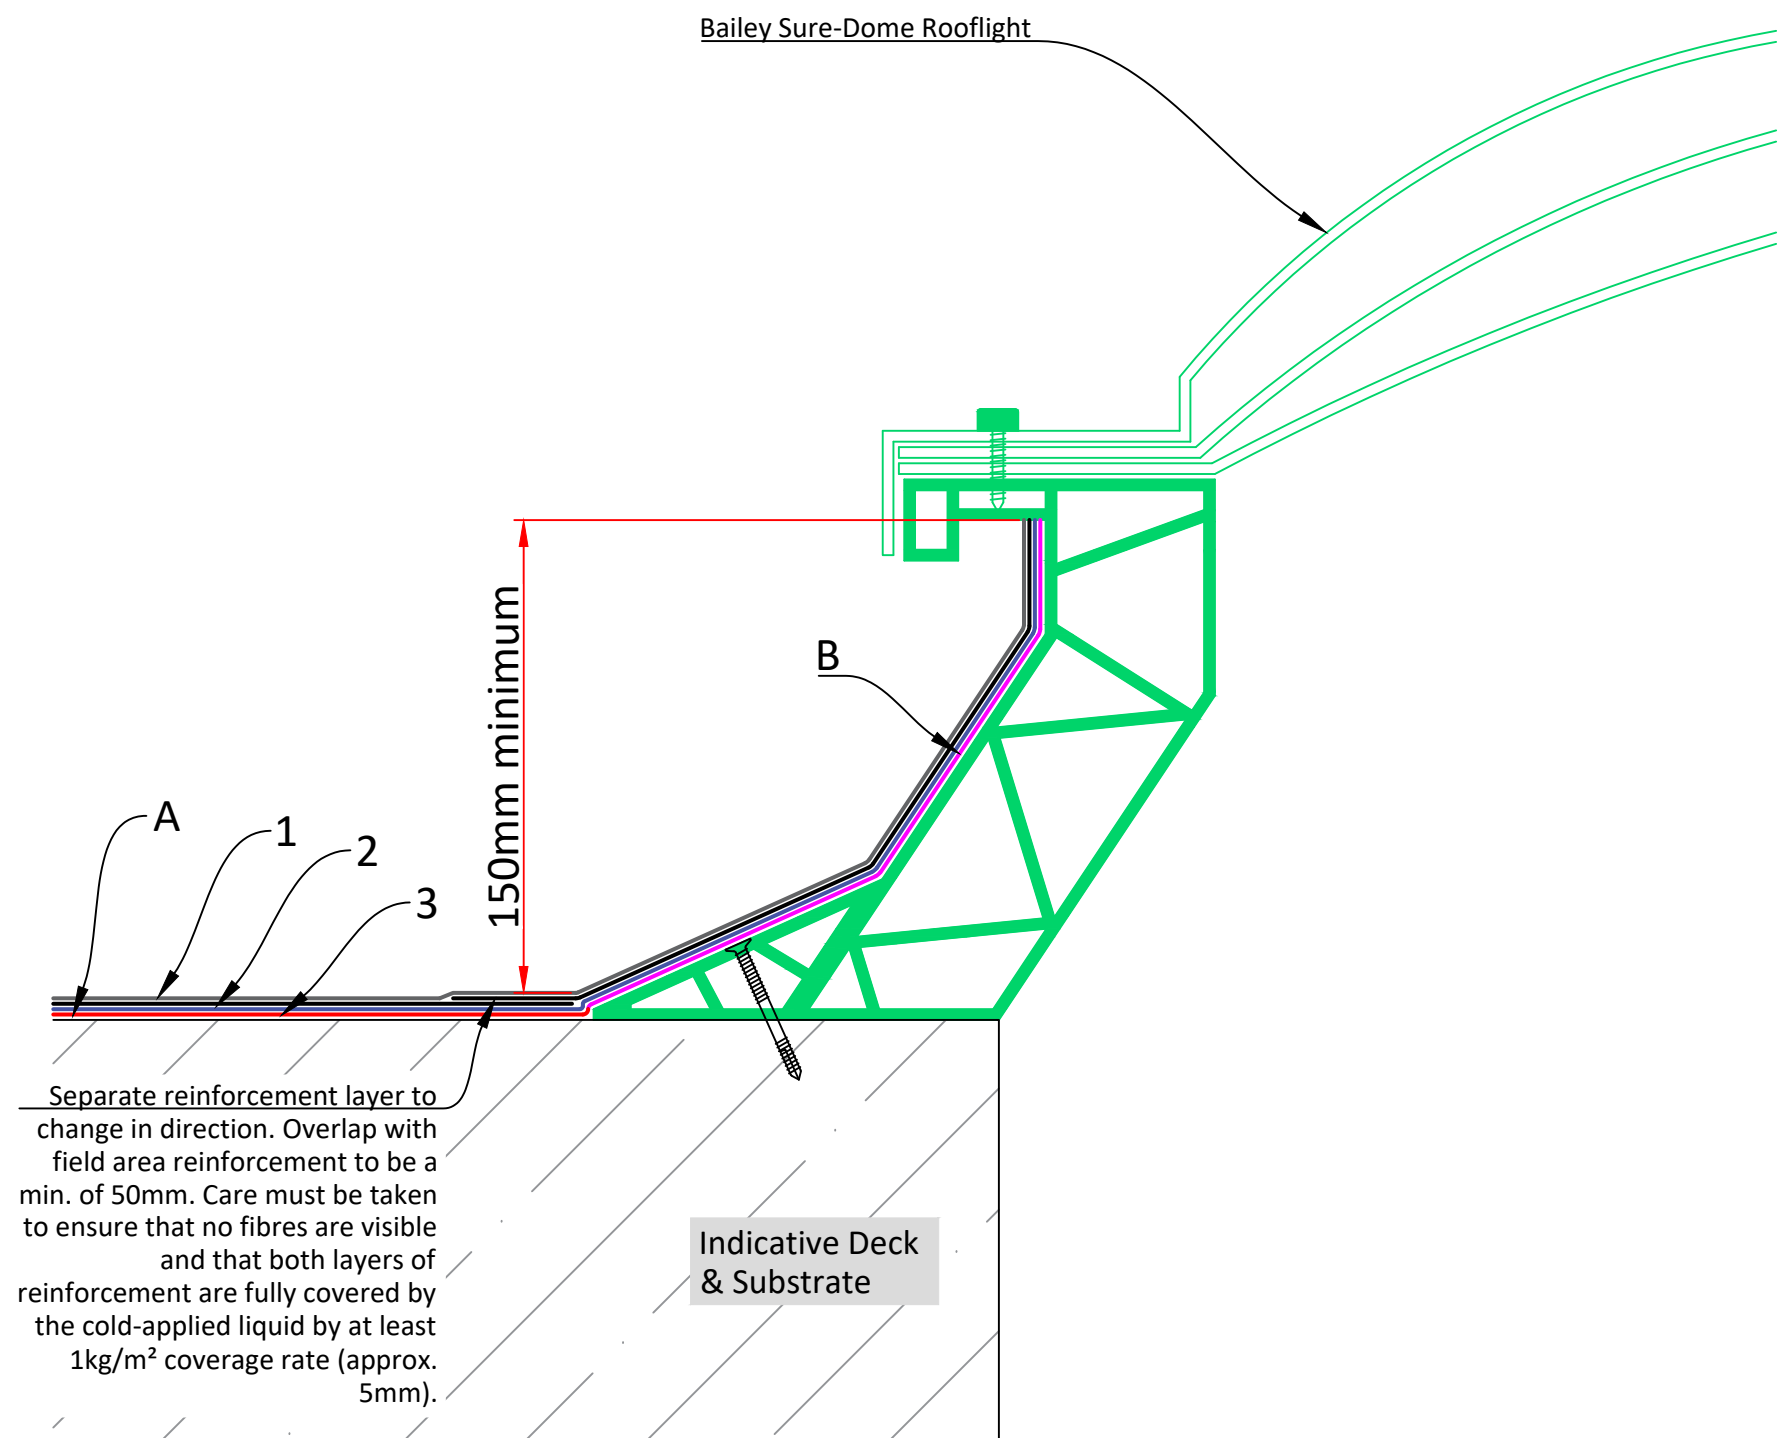 Bailey Sure-Dome Rooflight
150mm minimum
B
A
1
2
3
Separate reinforcement layer to
change in direction. Overlap with
field area reinforcement to be a
min. of 50mm. Care must be taken
to ensure that no fibres are visible
and that both layers of
reinforcement are fully covered by
the cold-applied liquid by at least
1kg/m² coverage rate (approx.
5mm).
Indicative Deck
& Substrate